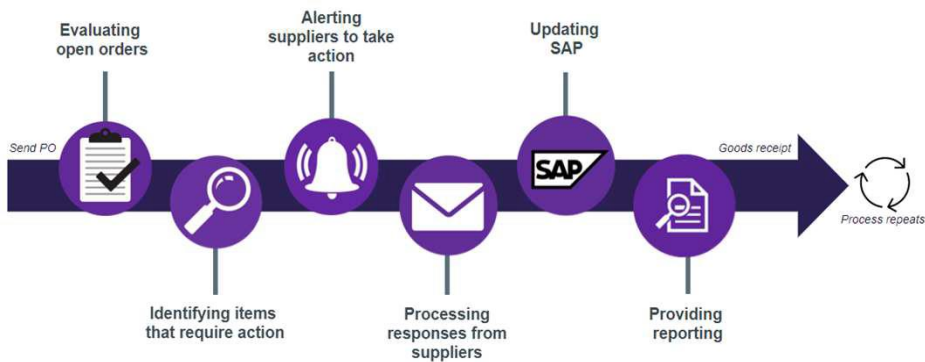 Evaluating
open orders
Alerting
suppliers to take
action
Updating
SAP
Send PO
Goods receipt
SAP
Process repeats
Identifying items
that require action
Processing
responses from
suppliers
Providing
reporting